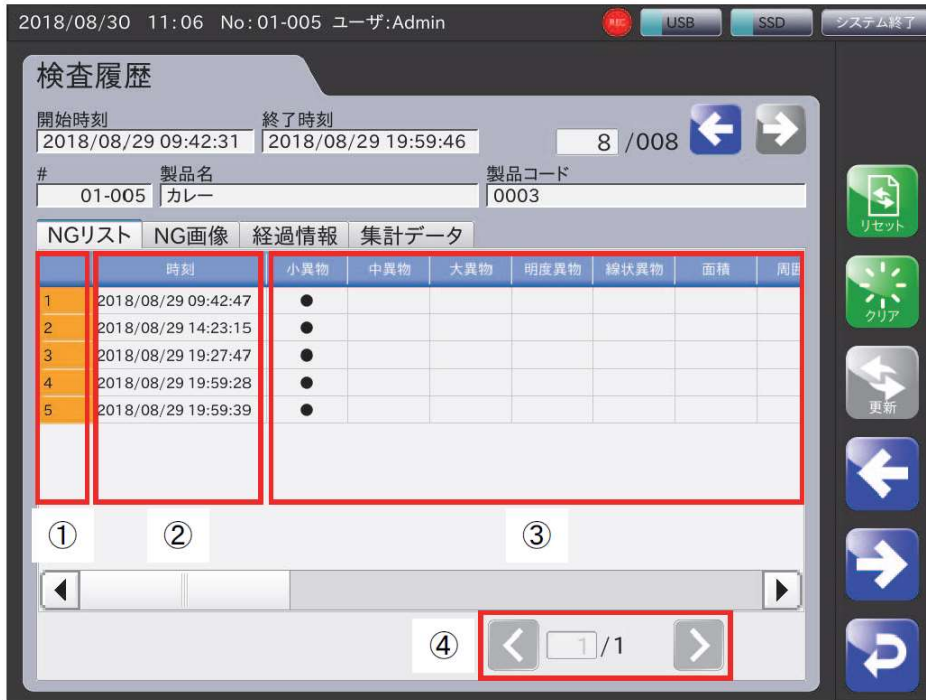 2018/08/30 11:06 No:01-005 ユーザ:Admin REC USB SSD システム終了
検査履歴
開始時刻 終了時刻
2018/08/29 09:42:31 2018/08/29 19:59:46 8 /008
# 製品名 製品コード
01-005 カレー 0003
リセット
NGリスト NG画像 経過情報 集計データ
時刻 小異物 中異物 大異物 明度異物 線状異物 面積 周囲
1 2018/08/29 09:42:47 ●
クリア
2 2018/08/29 14:23:15 ●
3 2018/08/29 19:27:47 ●
4 2018/08/29 19:59:28 ●
5 2018/08/29 19:59:39 ●
更新
① ② ③
④ 1 /1